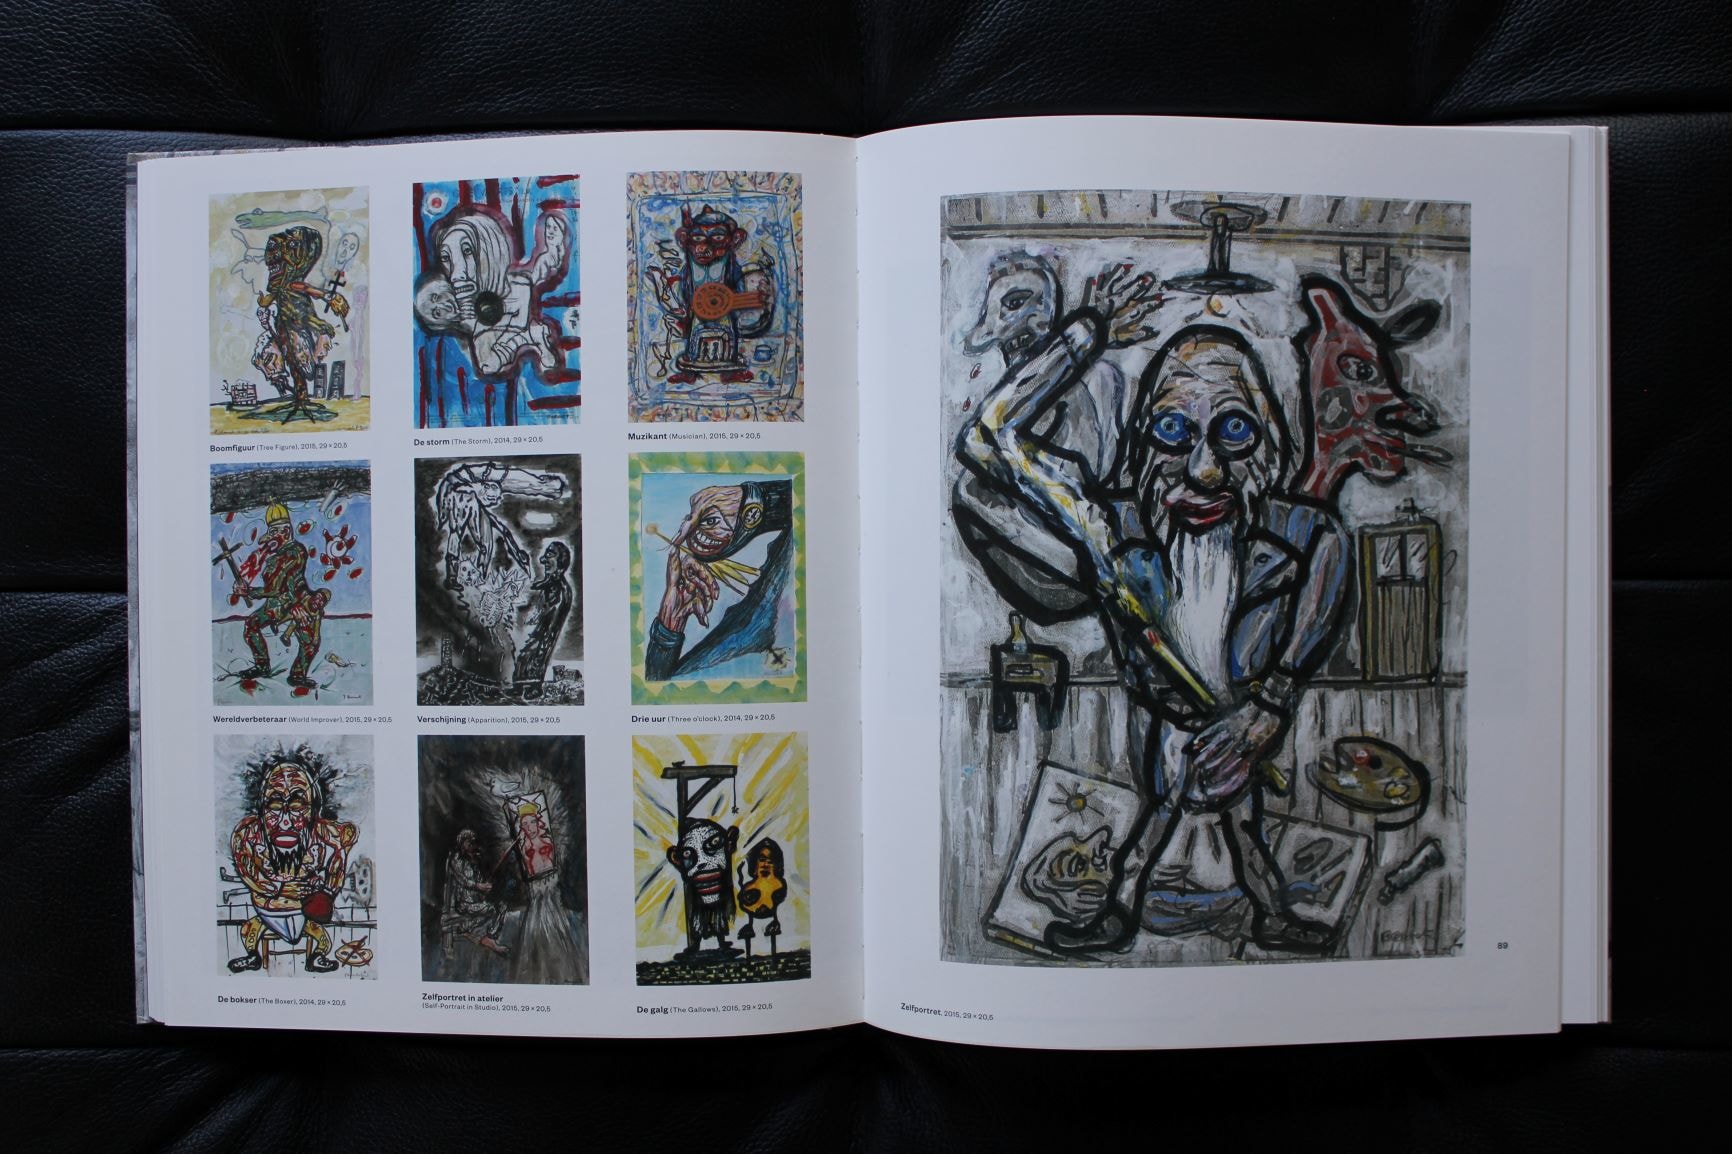 Boomfiguur (Tree Figure), 2015, 29 × 20,5
De storm (The Storm), 2014, 29 × 20,5
Muzikant (Musician), 2015, 29 × 20,5
Wereldverbeteraar (World Improver), 2015, 29 × 20,5
Verschijning (Apparition), 2015, 29 × 20,5
Drie uur (Three o'clock), 2014, 29 × 20,5
De bokser (The Boxer), 2014, 29 × 20,5
Zelfportret in atelier
(Self-Portrait in Studio), 2015, 29 × 20,5
De galg (The Gallows), 2015, 29 × 20,5
89
Zelfportret, 2015, 29 × 20,5